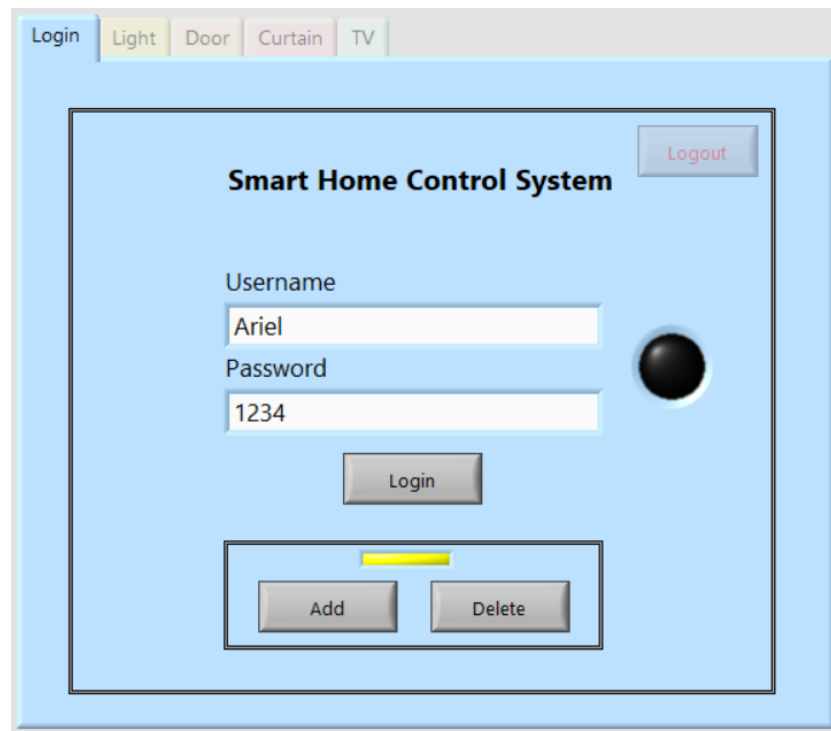 Login Light Door Curtain TV
Logout
Smart Home Control System
Username
Ariel
Password
1234
Login
Add Delete